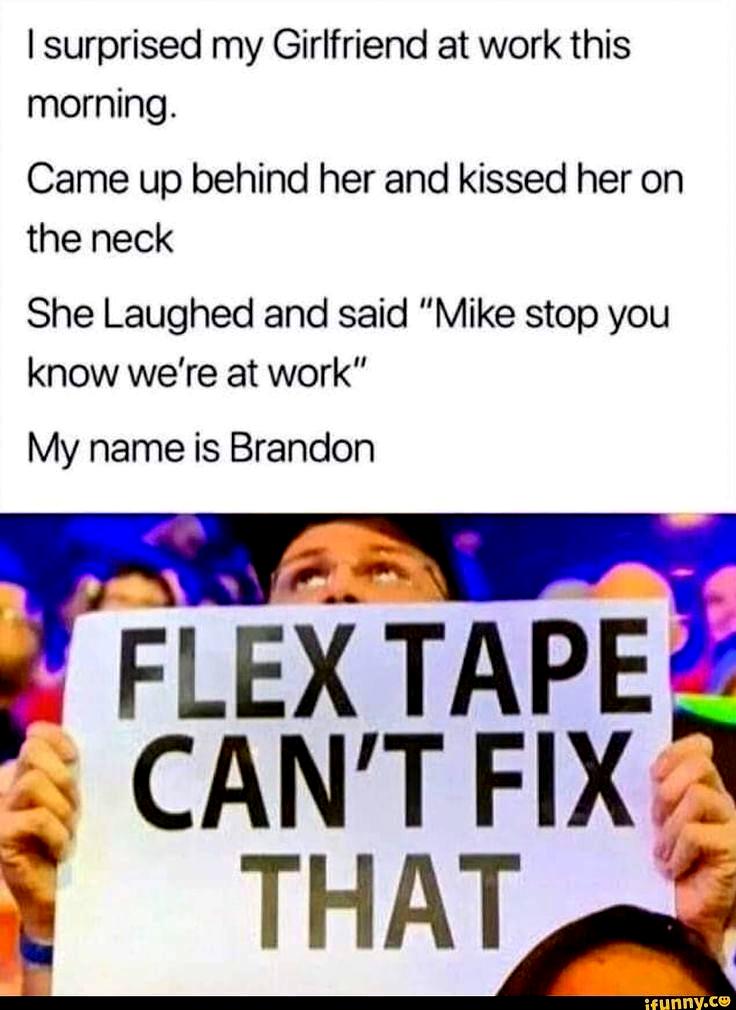 I surprised my Girlfriend at work this
morning.
Came up behind her and kissed her on
the neck
She Laughed and said "Mike stop you
know we're at work"
My name is Brandon
FLEX TAPE
CAN'T FIX
THAT
ifunny.co